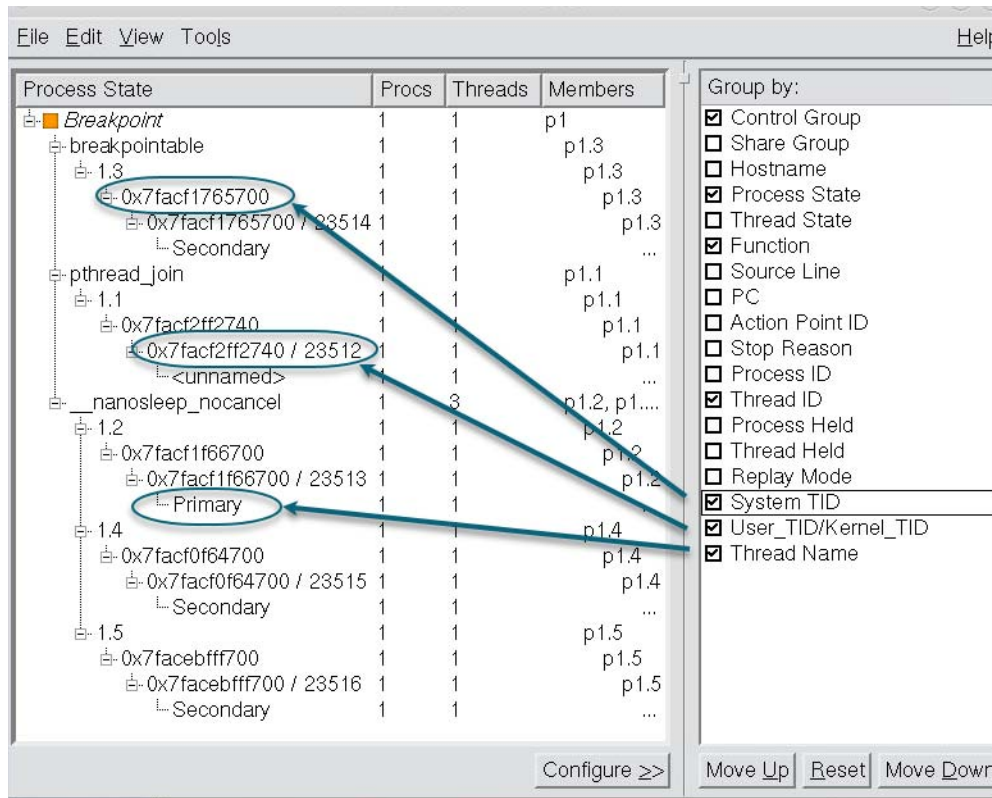 File Edit View Tools Help
Process State Procs Threads Members
Breakpoint 1 1 p1
breakpointable 1 1 p1.3
1.3 1 1 p1.3
0x7facf1765700 1 1 p1.3
0x7facf1765700 / 23514 1 1 p1.3
Secondary 1 1 ...
pthread_join 1 1 p1.1
1.1 1 1 p1.1
0x7facf2ff2740 1 1 p1.1
0x7facf2ff2740 / 23512 1 1 p1.1
<unnamed> 1 1 ...
__nanosleep_nocancel 1 3 p1.2, p1....
1.2 1 1 p1.2
0x7facf1f66700 1 1 p1.2
0x7facf1f66700 / 23513 1 1 p1.2
Primary 1 1
1.4 1 1 p1.4
0x7facf0f64700 1 1 p1.4
0x7facf0f64700 / 23515 1 1 p1.4
Secondary 1 1 ...
1.5 1 1 p1.5
0x7facebfff700 1 1 p1.5
0x7facebfff700 / 23516 1 1 p1.5
Secondary 1 1 ...
Configure >>
Group by:
Control Group
Share Group
Hostname
Process State
Thread State
Function
Source Line
PC
Action Point ID
Stop Reason
Process ID
Thread ID
Process Held
Thread Held
Replay Mode
System TID
User_TID/Kernel_TID
Thread Name
Move Up Reset Move Down